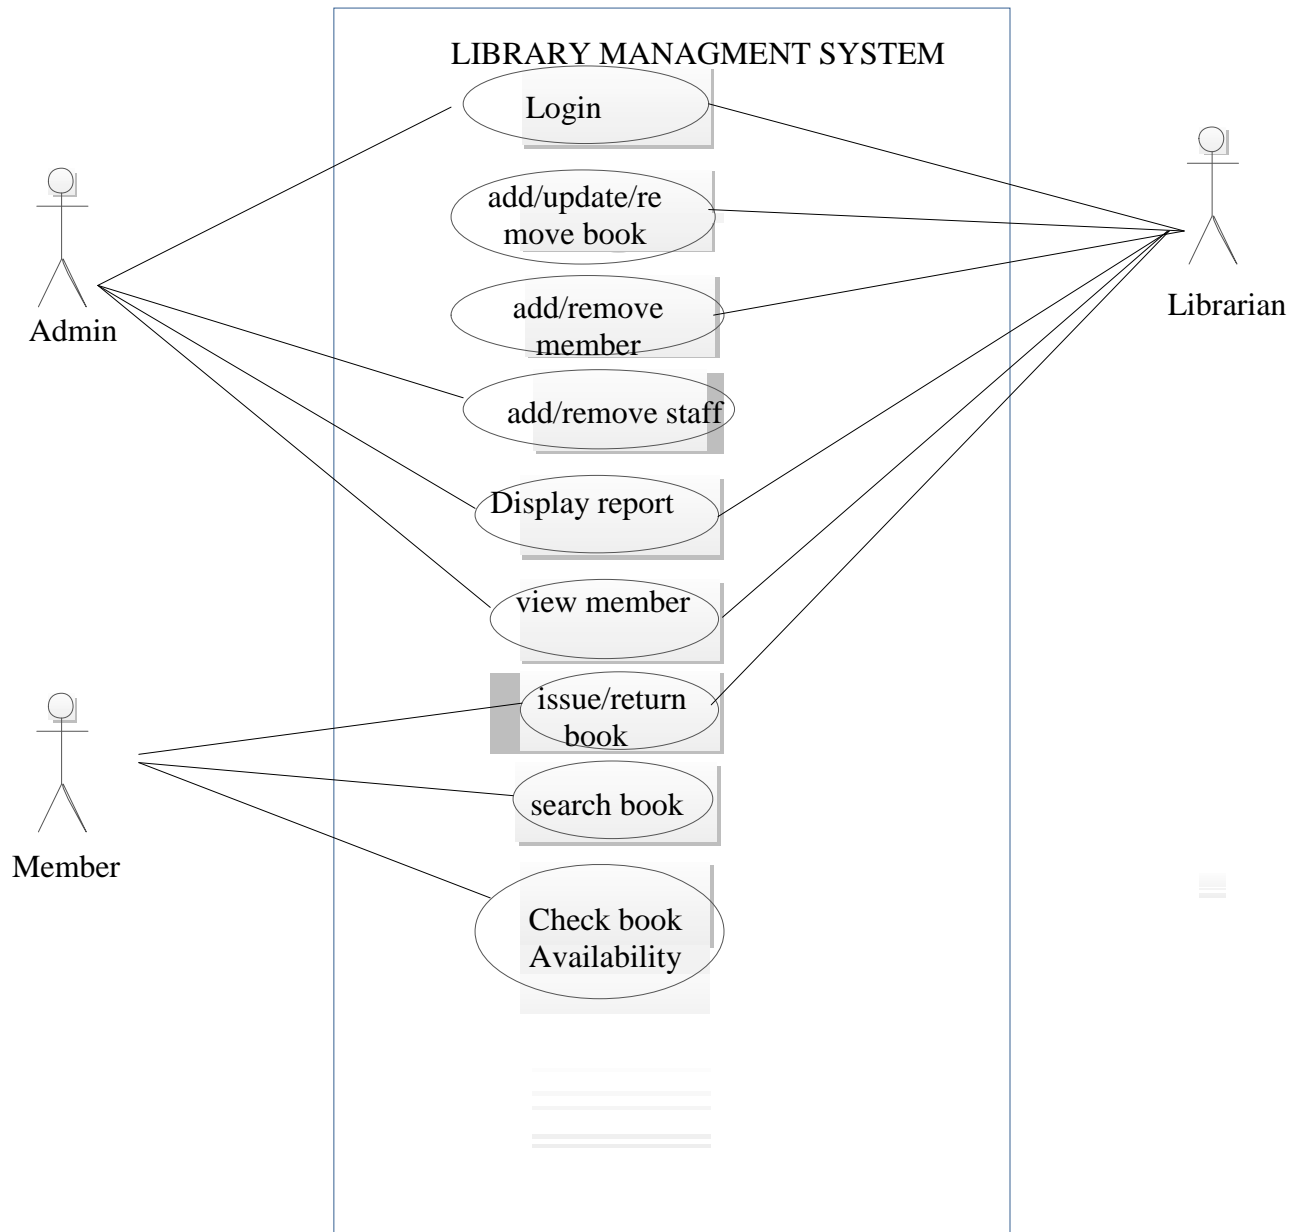 LIBRARY MANAGMENT SYSTEM
Login
add/update/re
move book
add/remove
member
add/remove staff
Display report
view member
issue/return
book
search book
Check book
Availability
Admin
Member
Librarian